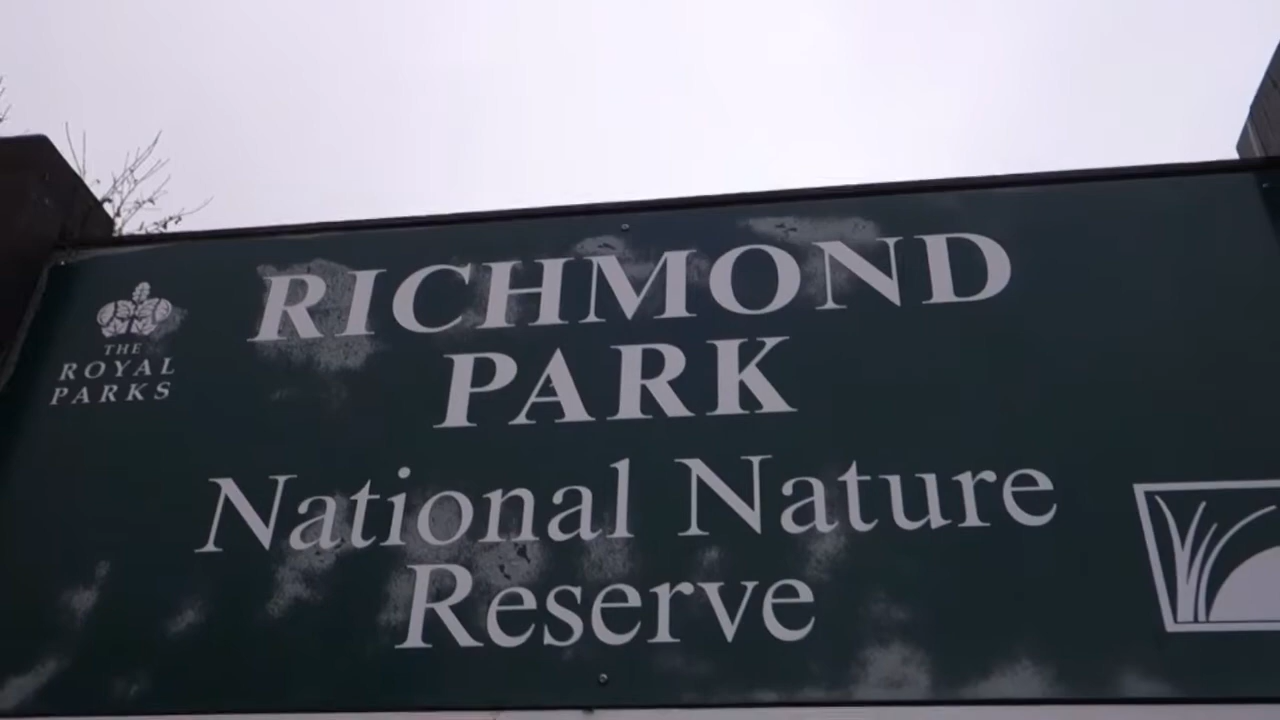 RICHMOND
PARK
THE
ROYAL
PARKS
National Nature
Reserve